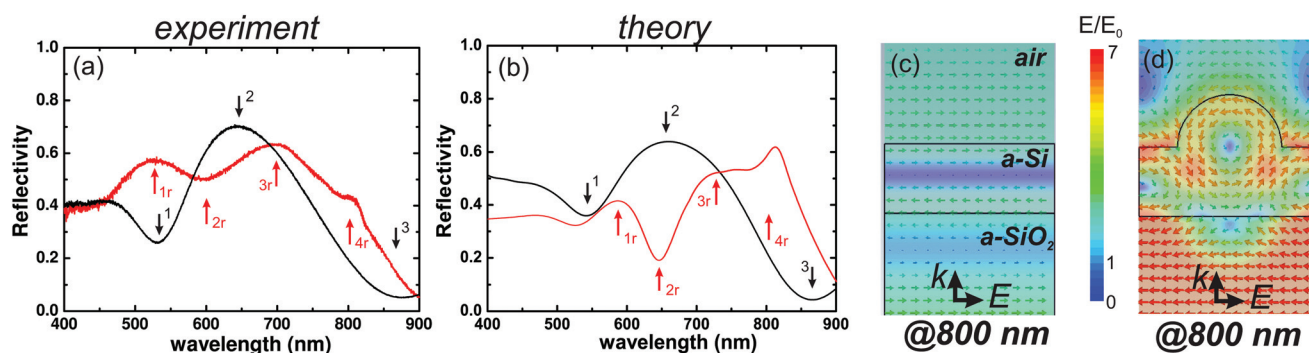 experiment
theory
(a)
1.0
0.8
0.6
0.4
0.2
0.0
Reflectivity
400 500 600 700 800 900
wavelength (nm)
1
2
3
1r
2r
3r
4r
(b)
1.0
0.8
0.6
0.4
0.2
0.0
Reflectivity
400 500 600 700 800 900
wavelength (nm)
1
2
3
1r
2r
3r
4r
(c)
air
a-Si
a-SiO2
k
E
@800 nm
E/E0
7
1
0
(d)
k
E
@800 nm